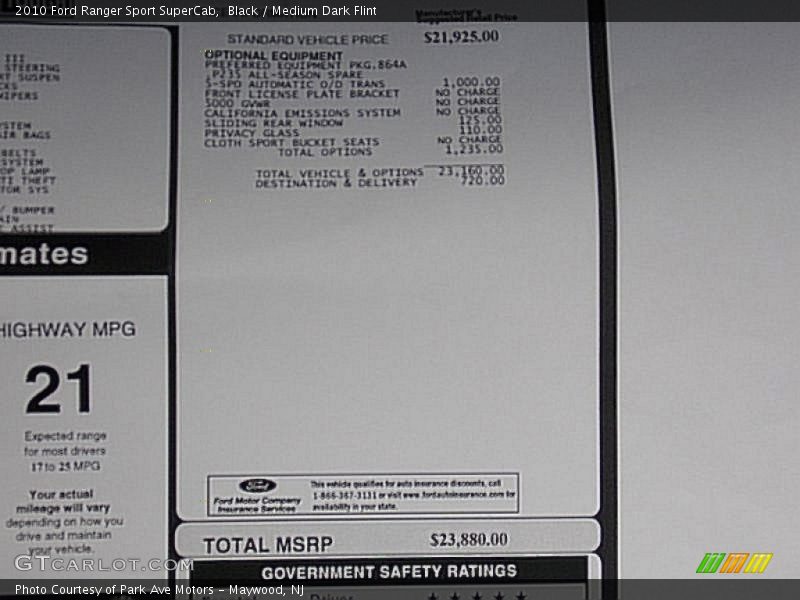 2010 Ford Ranger Sport SuperCab,  Black / Medium Dark Flint
Manufacturer's
Suggested Retail Price
STANDARD VEHICLE PRICE $21,925.00
OPTIONAL EQUIPMENT
PREFERRED EQUIPMENT PKG.864A
.P235 ALL-SEASON SPARE
5-SPD AUTOMATIC O/D TRANS 1,000.00
FRONT LICENSE PLATE BRACKET NO CHARGE
5000 GVWR NO CHARGE
CALIFORNIA EMISSIONS SYSTEM NO CHARGE
SLIDING REAR WINDOW 125.00
PRIVACY GLASS 110.00
CLOTH SPORT BUCKET SEATS NO CHARGE
TOTAL OPTIONS 1,235.00
TOTAL VEHICLE & OPTIONS 23,160.00
DESTINATION & DELIVERY 720.00
III
STEERING
RT SUSPEN
CKS
WIPERS
YSTEM
AIR BAGS
BELTS
SYSTEM
OP LAMP
TI THEFT
TOR SYS
/ BUMPER
AIN
E ASSIST
mates
HIGHWAY MPG
21
Expected range
for most drivers
17 to 25 MPG
Your actual
mileage will vary
depending on how you
drive and maintain
your vehicle.
Ford
Ford Motor Company
Insurance Services
This vehicle qualifies for auto insurance discounts, call
1-866-367-3131 or visit www.fordautoinsurance.com for
availability in your state.
TOTAL MSRP $23,880.00
GOVERNMENT SAFETY RATINGS
Driver ★ ★ ★ ★ ★
GTCarLot.com
Photo Courtesy of Park Ave Motors – Maywood, NJ